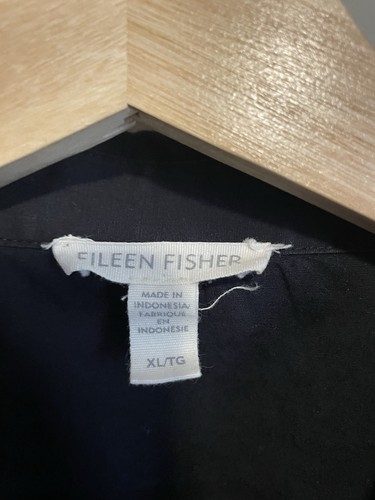 EILEEN FISHER
MADE IN
INDONESIA/
FABRIQUÉ
EN
INDONÉSIE
XL/TG